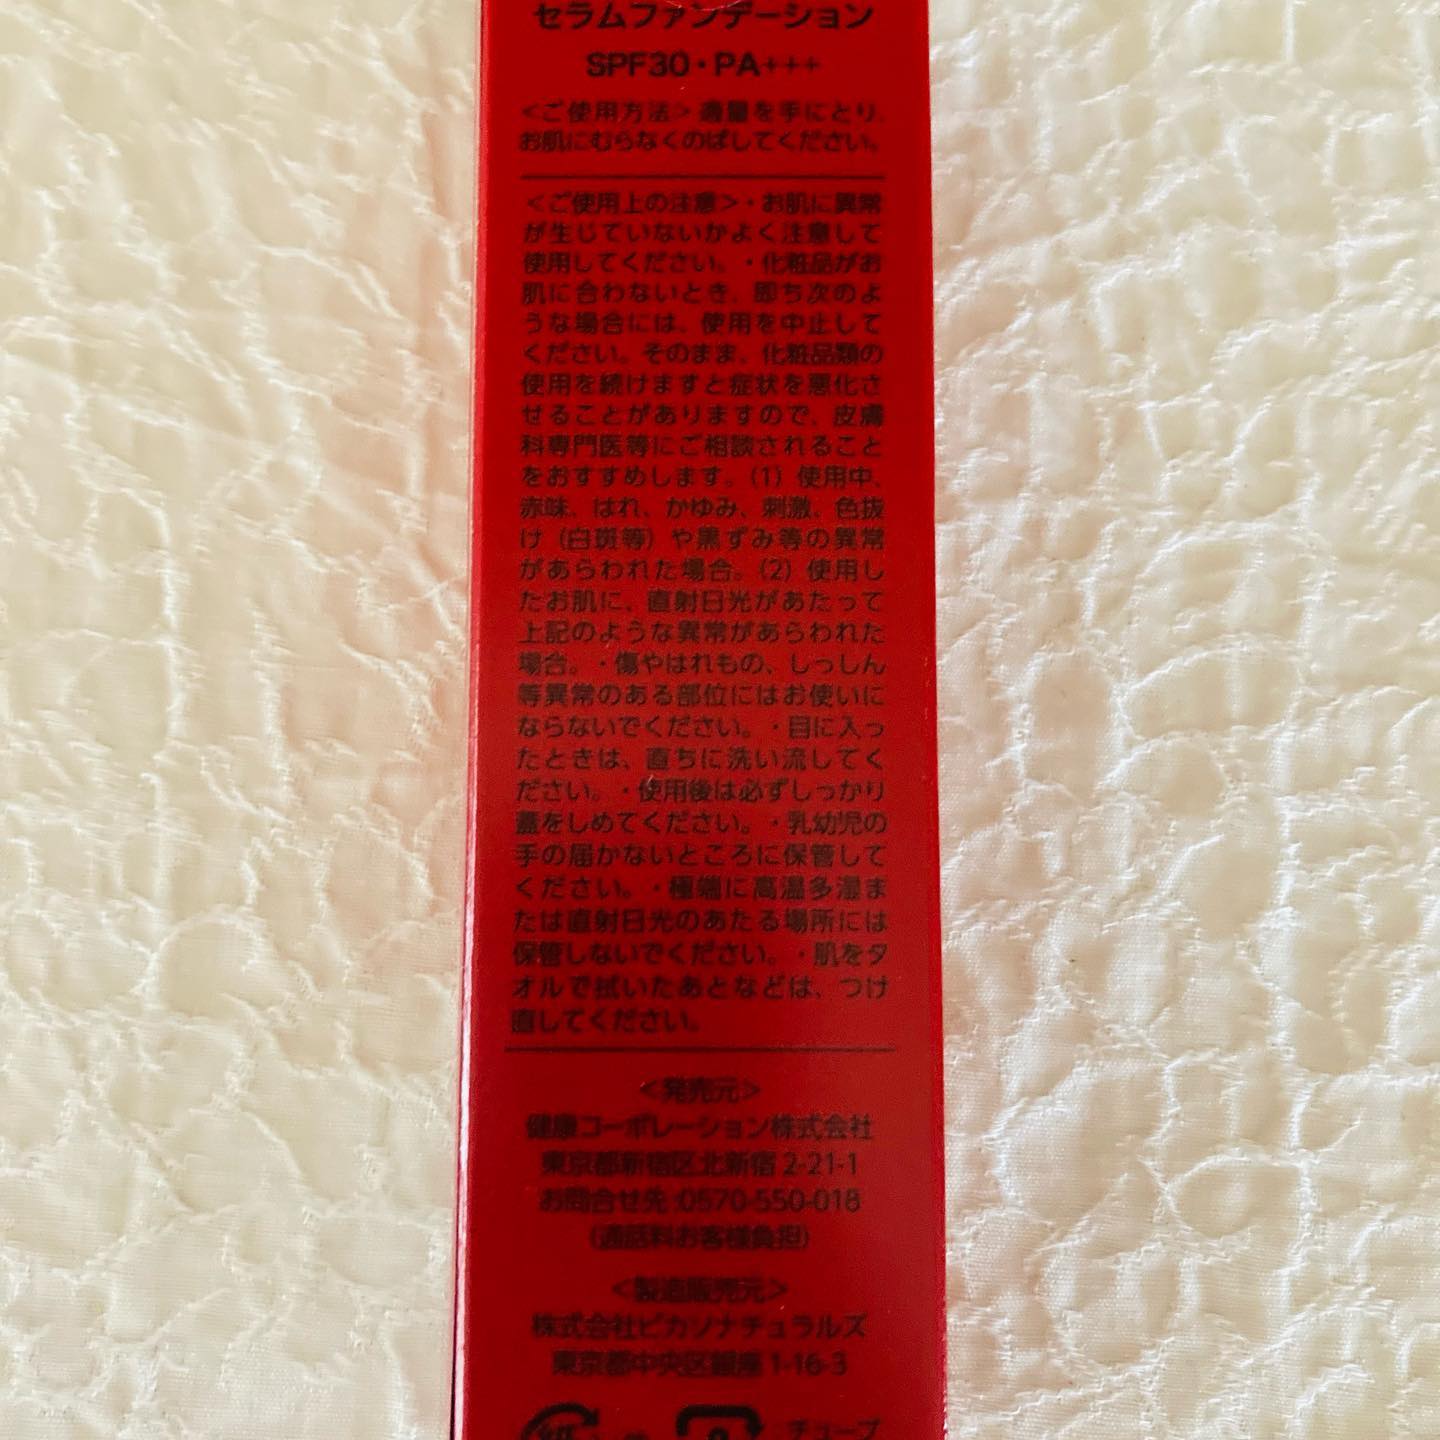 セラムファンデーション
SPF30・PA+++
＜ご使用方法＞適量を手にとり、
お肌にむらなくのばしてください。
＜ご使用上の注意＞・お肌に異常
が生じていないかよく注意して
使用してください。・化粧品がお
肌に合わないとき、即ち次のよ
うな場合には、使用を中止して
ください。そのまま、化粧品類の
使用を続けますと症状を悪化さ
せることがありますので、皮膚
科専門医等にご相談されること
をおすすめします。（1）使用中、
赤味、はれ、かゆみ、刺激、色抜
け（白斑等）や黒ずみ等の異常
があらわれた場合。（2）使用し
たお肌に、直射日光があたって
上記のような異常があらわれた
場合。・傷やはれもの、しっしん
等異常のある部位にはお使いに
ならないでください。・目に入っ
たときは、直ちに洗い流してく
ださい。・使用後は必ずしっかり
蓋をしめてください。・乳幼児の
手の届かないところに保管して
ください。・極端に高温多湿ま
たは直射日光のあたる場所には
保管しないでください。・肌をタ
オルで拭いたあとなどは、つけ
直してください。
＜発売元＞
健康コーポレーション株式会社
東京都新宿区北新宿2-21-1
お問合せ先:0570-550-018
(通話料お客様負担)
＜製造販売元＞
株式会社ピカソナチュラルズ
東京都中央区銀座1-16-3
チューブ